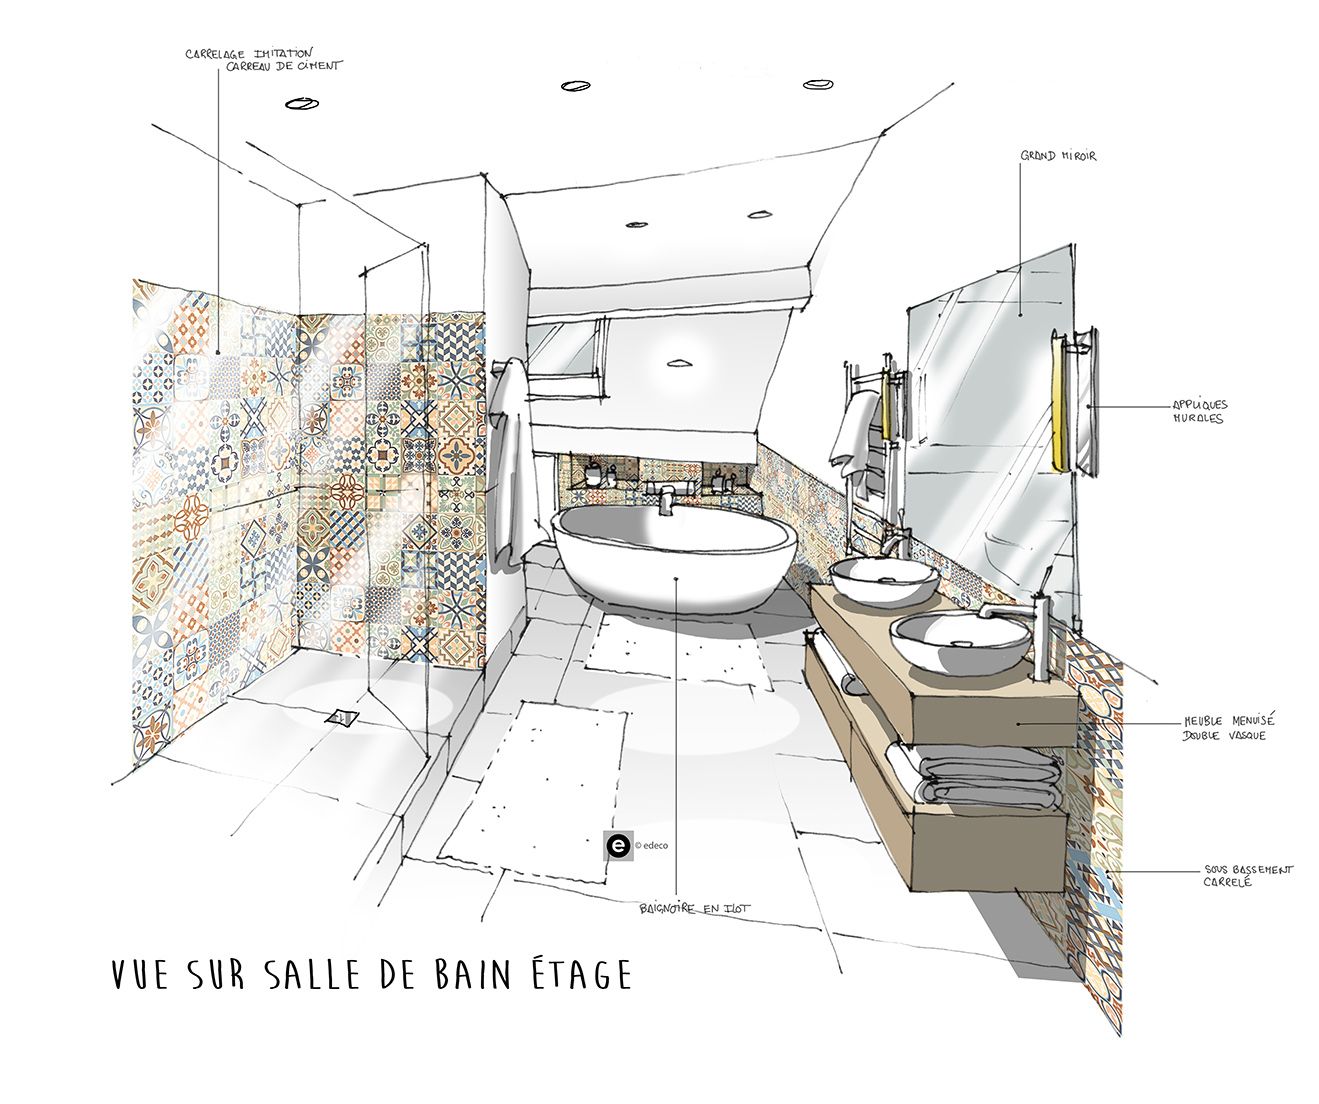 CARRELAGE IMITATION
CARREAU DE CIMENT
GRAND MIROIR
APPLIQUES
MURALES
MEUBLE MENUISÉ
DOUBLE VASQUE
SOUS BASSEMENT
CARRELÉ
e © edeco
BAIGNOIRE EN ILOT
VUE SUR SALLE DE BAIN ÉTAGE